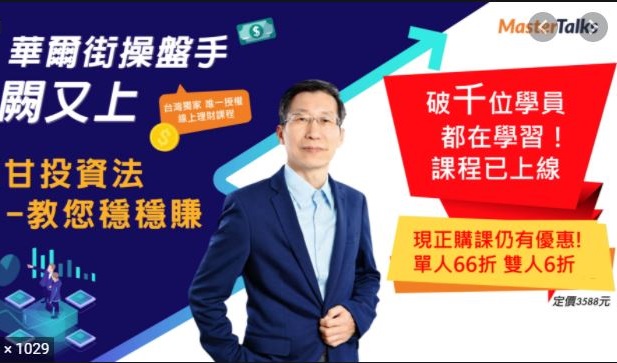 MasterTalks
華爾街操盤手
闕又上
台灣獨家 唯一授權
線上理財課程
甘投資法
-教您穩穩賺
破千位學員
都在學習！
課程已上線
現正購課仍有優惠!
單人66折 雙人6折
定價3588元
× 1029